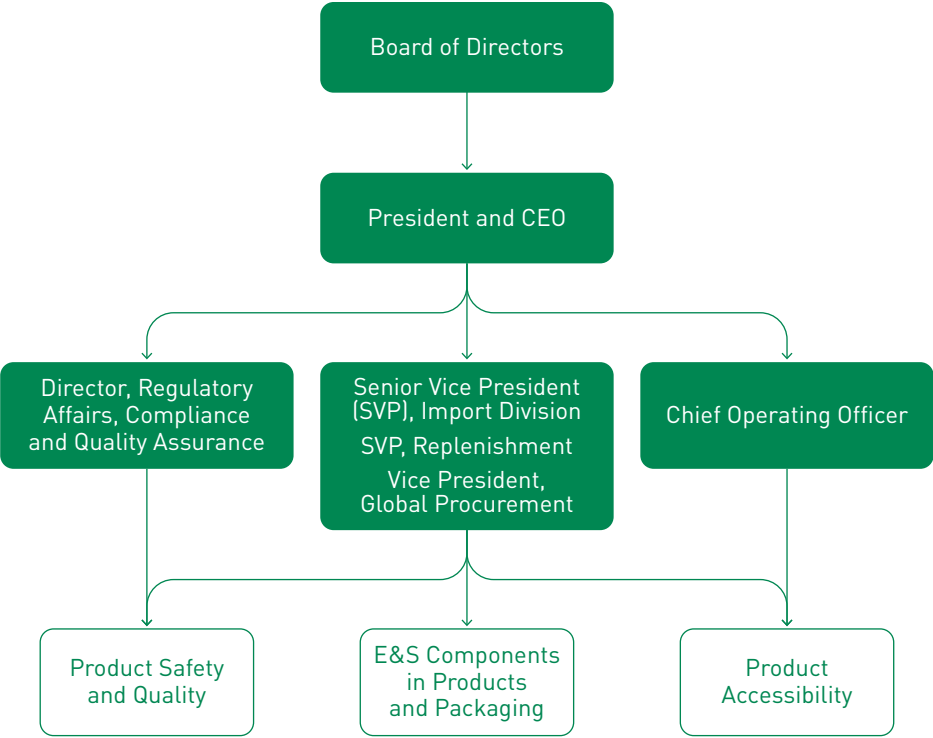 Board of Directors
President and CEO
Director, Regulatory
Affairs, Compliance
and Quality Assurance
Senior Vice President
(SVP), Import Division
SVP, Replenishment
Vice President,
Global Procurement
Chief Operating Officer
Product Safety
and Quality
E&S Components
in Products
and Packaging
Product
Accessibility